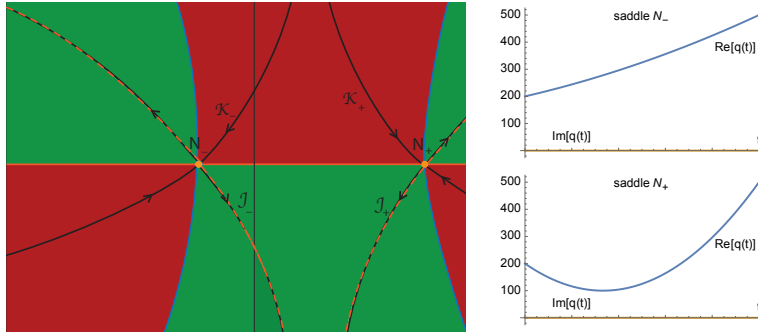 𝒦₋
𝒦₊
N₋
N₊
𝒥₋
𝒥₊
saddle N₋
500
400
300
200
100
Re[q(t)]
Im[q(t)]
saddle N₊
500
400
300
200
100
Re[q(t)]
Im[q(t)]